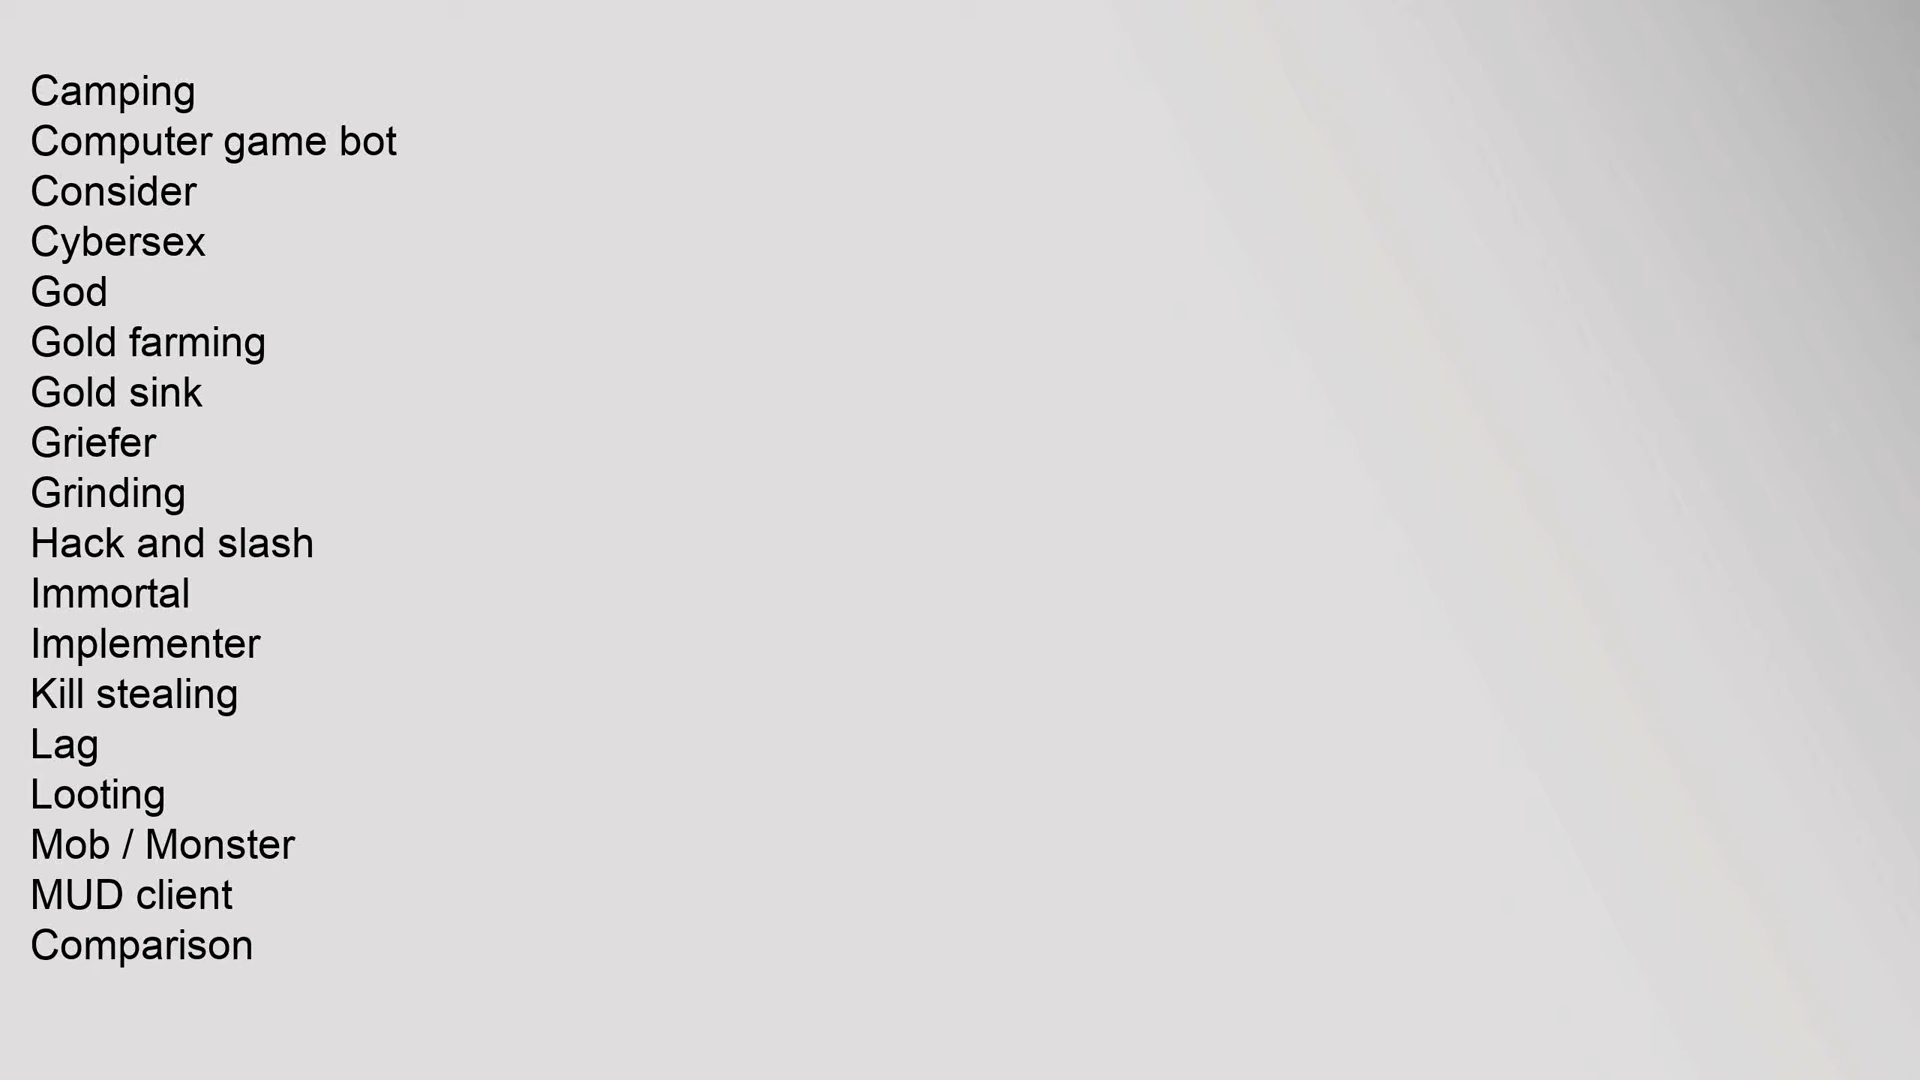 Camping
Computer game bot
Consider
Cybersex
God
Gold farming
Gold sink
Griefer
Grinding
Hack and slash
Immortal
Implementer
Kill stealing
Lag
Looting
Mob / Monster
MUD client
Comparison